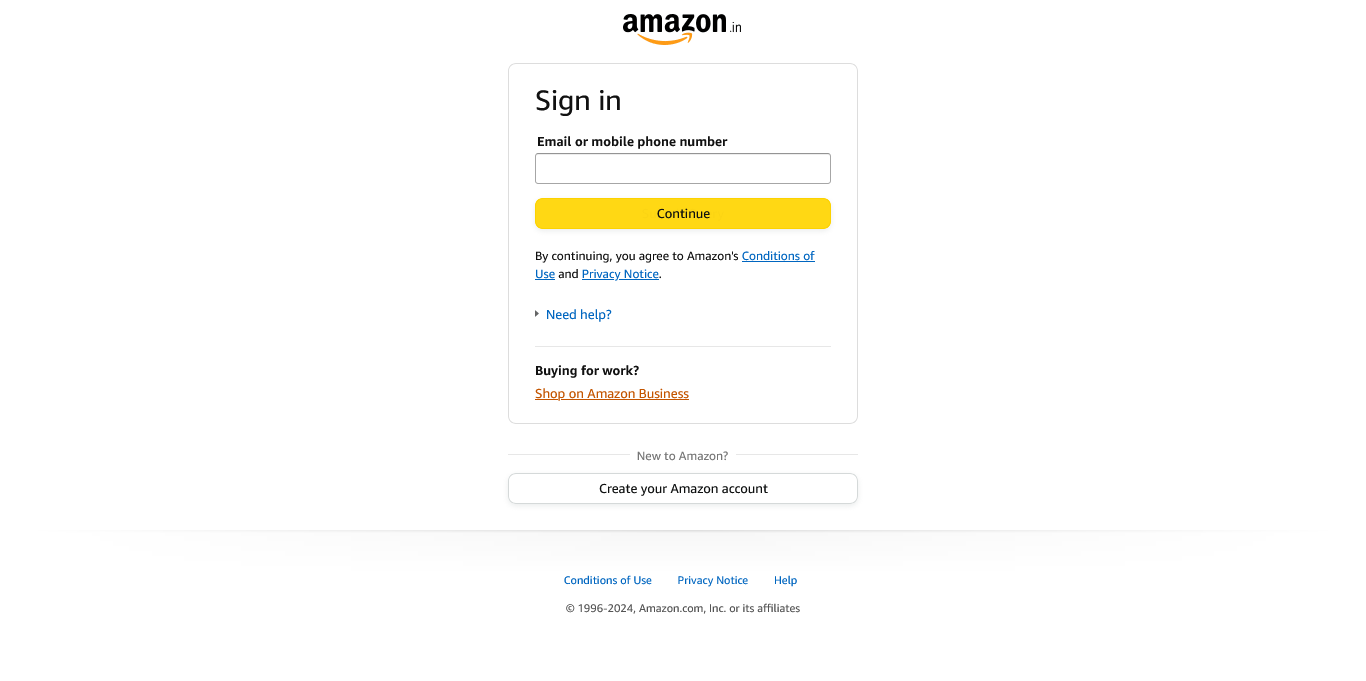 amazon.in
Sign in
Email or mobile phone number
Continue
By continuing, you agree to Amazon's Conditions of
Use and Privacy Notice.
Need help?
Buying for work?
Shop on Amazon Business
New to Amazon?
Create your Amazon account
Conditions of Use Privacy Notice Help
© 1996-2024, Amazon.com, Inc. or its affiliates